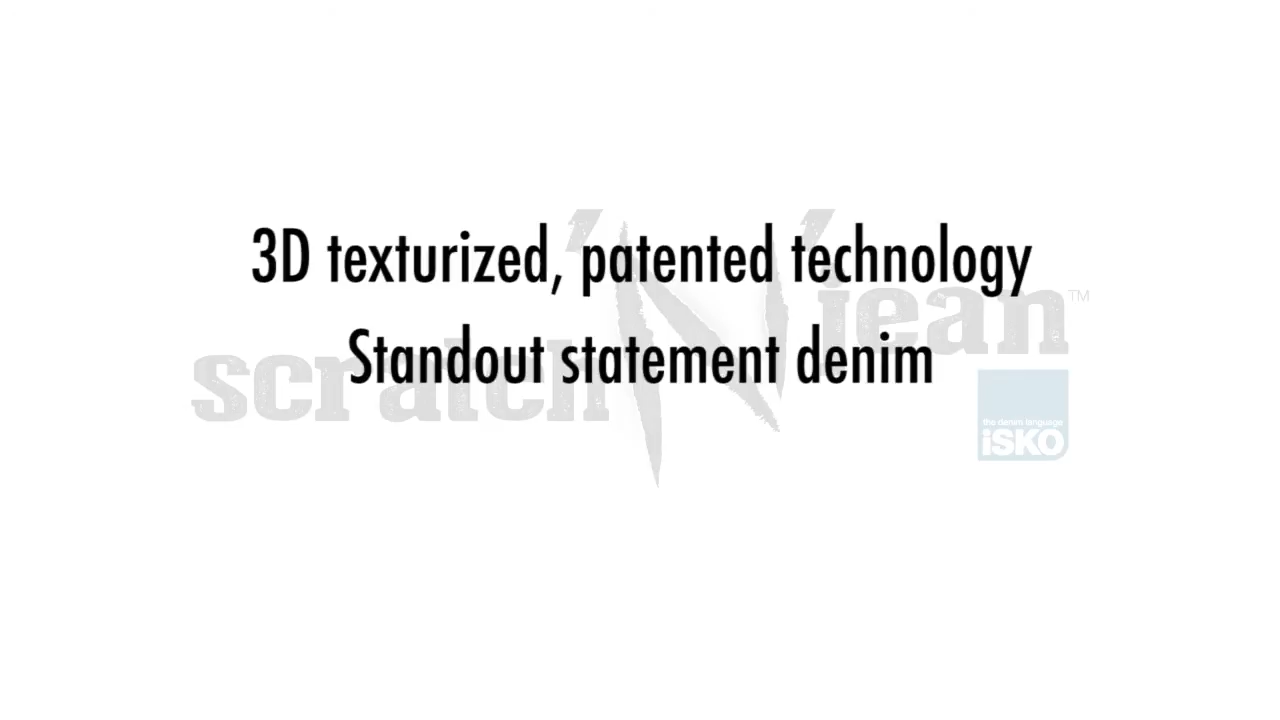 3D texturized, patented technology
Standout statement denim
scratch'N'jean™
the denim language
iSKO